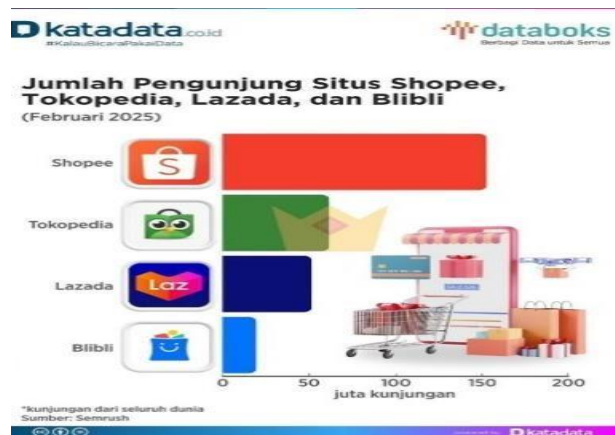 katadata.co.id
#KalauBicaraPakaiData
databoks
Berbagi Data untuk Semua
Jumlah Pengunjung Situs Shopee,
Tokopedia, Lazada, dan Blibli
(Februari 2025)
Shopee
S
Tokopedia
Lazada
Laz
Blibli
0 50 100 150 200
juta kunjungan
*kunjungan dari seluruh dunia
Sumber: Semrush
katadata